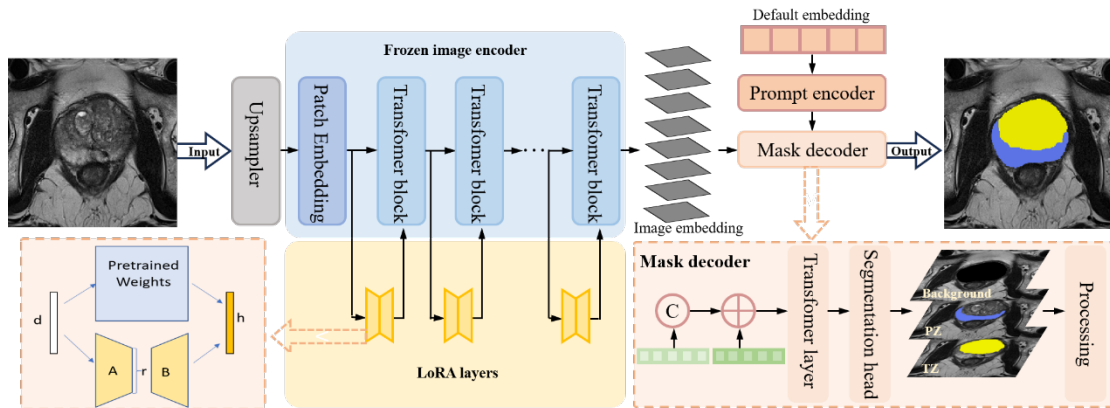 Default embedding
Frozen image encoder
Input
Upsampler
Patch Embedding
Transfomer block
Transfomer block
....
Transfomer block
Prompt encoder
Mask decoder
Output
Image embedding
Pretrained
Weights
d
h
A
r
B
LoRA layers
Mask decoder
C
Transfomer layer
Segmentation head
Background
PZ
TZ
Processing